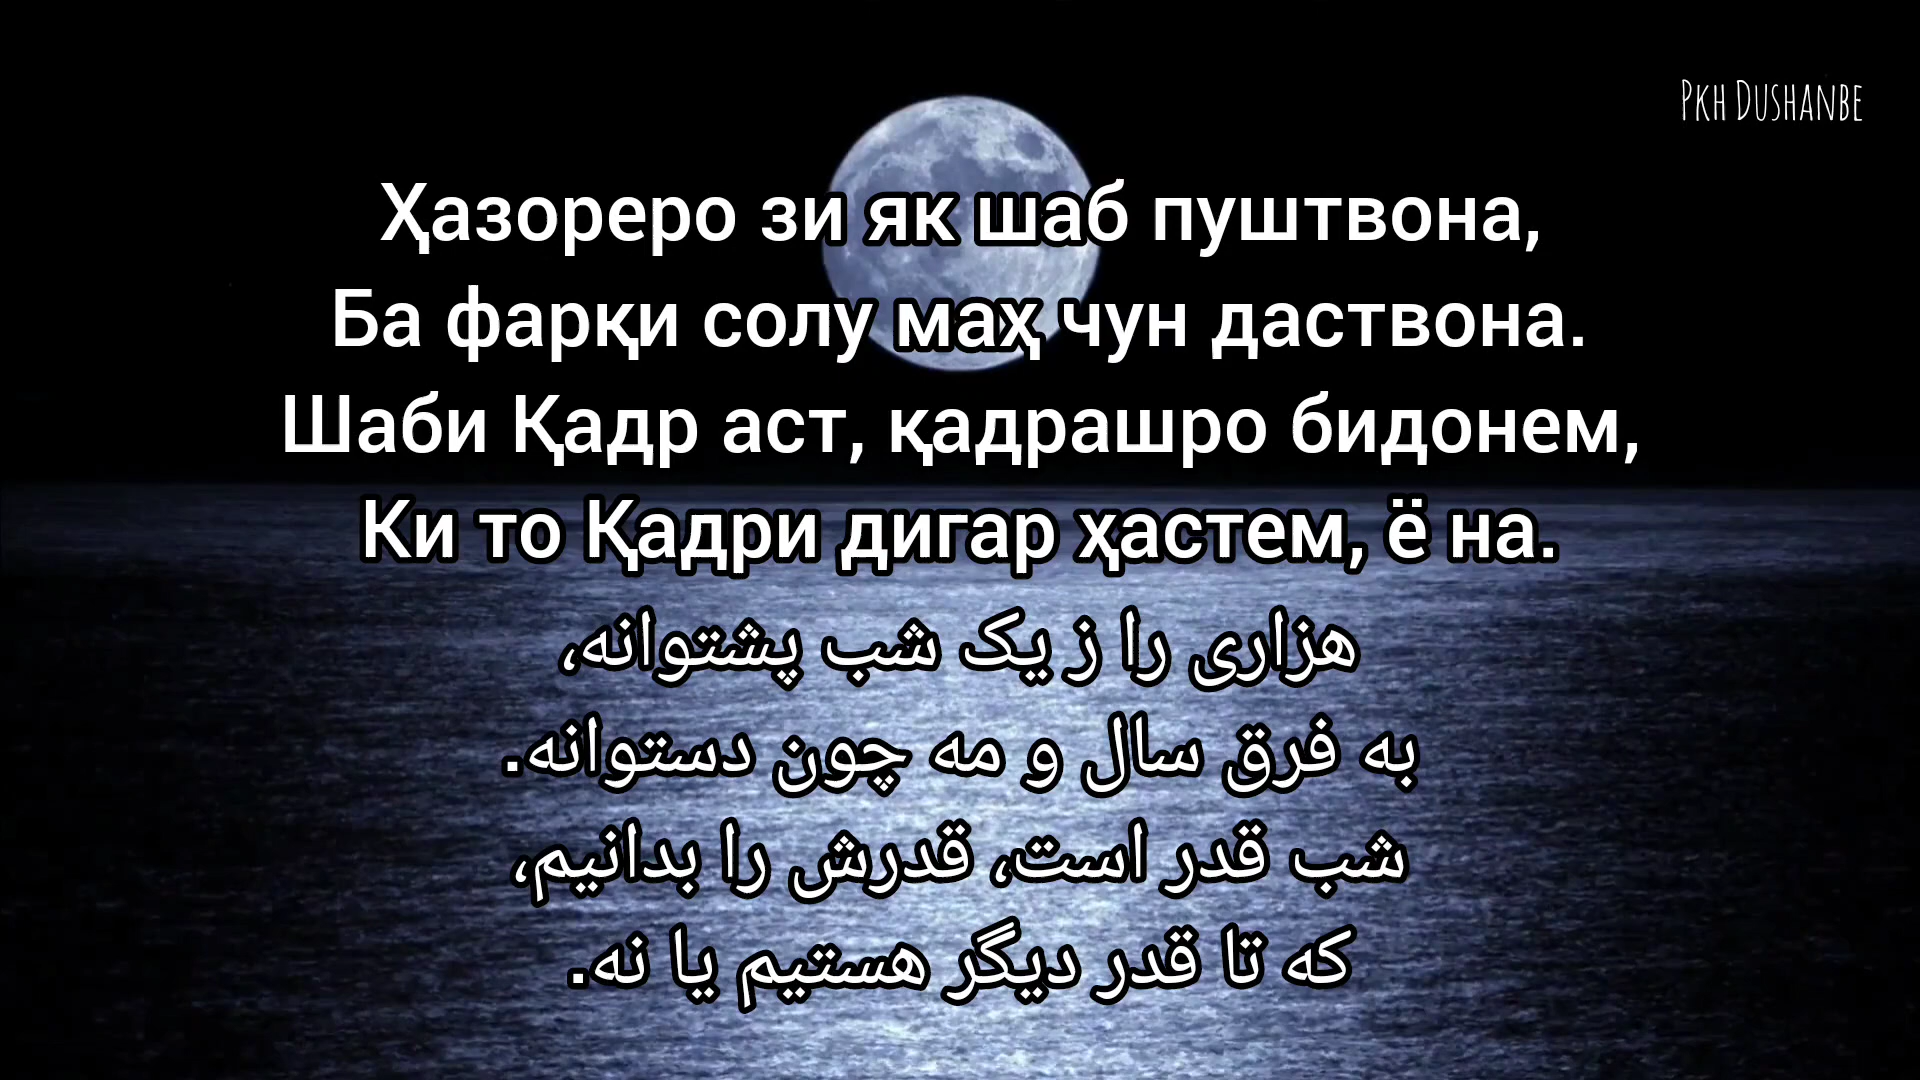 PKH DUSHANBE
Ҳазореро зи як шаб пуштвона,
Ба фарқи солу маҳ чун даствона.
Шаби Қадр аст, қадрашро бидонем,
Ки то Қадри дигар ҳастем, ё на.
هزاری را ز یک شب پشتوانه،
به فرق سال و مه چون دستوانه.
شب قدر است، قدرش را بدانیم،
که تا قدر دیگر هستیم یا نه.